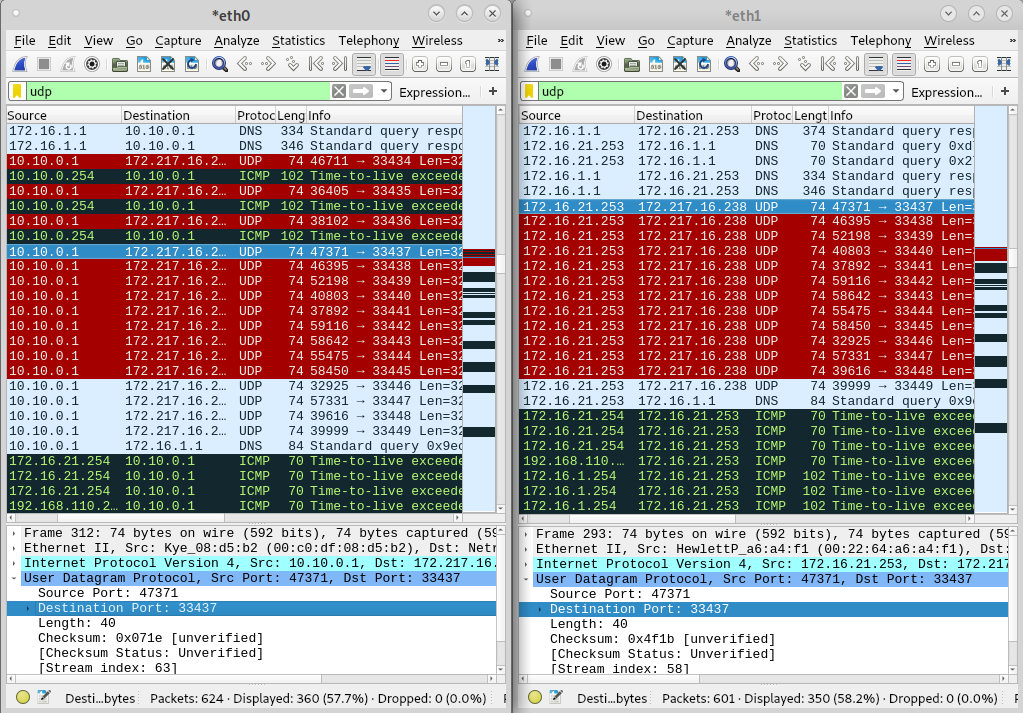 *eth0
File Edit View Go Capture Analyze Statistics Telephony Wireless »
udp Expression... +
Source Destination Protoc Leng Info
172.16.1.1 10.10.0.1 DNS 334 Standard query respo
172.16.1.1 10.10.0.1 DNS 346 Standard query respo
10.10.0.1 172.217.16.2… UDP 74 46711 → 33434 Len=32
10.10.0.254 10.10.0.1 ICMP 102 Time-to-live exceede
10.10.0.1 172.217.16.2… UDP 74 36405 → 33435 Len=32
10.10.0.254 10.10.0.1 ICMP 102 Time-to-live exceede
10.10.0.1 172.217.16.2… UDP 74 38102 → 33436 Len=32
10.10.0.254 10.10.0.1 ICMP 102 Time-to-live exceede
10.10.0.1 172.217.16.2… UDP 74 47371 → 33437 Len=32
10.10.0.1 172.217.16.2… UDP 74 46395 → 33438 Len=32
10.10.0.1 172.217.16.2… UDP 74 52198 → 33439 Len=32
10.10.0.1 172.217.16.2… UDP 74 40803 → 33440 Len=32
10.10.0.1 172.217.16.2… UDP 74 37892 → 33441 Len=32
10.10.0.1 172.217.16.2… UDP 74 59116 → 33442 Len=32
10.10.0.1 172.217.16.2… UDP 74 58642 → 33443 Len=32
10.10.0.1 172.217.16.2… UDP 74 55475 → 33444 Len=32
10.10.0.1 172.217.16.2… UDP 74 58450 → 33445 Len=32
10.10.0.1 172.217.16.2… UDP 74 32925 → 33446 Len=32
10.10.0.1 172.217.16.2… UDP 74 57331 → 33447 Len=32
10.10.0.1 172.217.16.2… UDP 74 39616 → 33448 Len=32
10.10.0.1 172.217.16.2… UDP 74 39999 → 33449 Len=32
10.10.0.1 172.16.1.1 DNS 84 Standard query 0x9ec
172.16.21.254 10.10.0.1 ICMP 70 Time-to-live exceede
172.16.21.254 10.10.0.1 ICMP 70 Time-to-live exceede
172.16.21.254 10.10.0.1 ICMP 70 Time-to-live exceede
192.168.110.2… 10.10.0.1 ICMP 70 Time-to-live exceede
Frame 312: 74 bytes on wire (592 bits), 74 bytes captured (59
Ethernet II, Src: Kye_08:d5:b2 (00:c0:df:08:d5:b2), Dst: Netr
Internet Protocol Version 4, Src: 10.10.0.1, Dst: 172.217.16.
User Datagram Protocol, Src Port: 47371, Dst Port: 33437
Source Port: 47371
Destination Port: 33437
Length: 40
Checksum: 0x071e [unverified]
[Checksum Status: Unverified]
[Stream index: 63]
Desti…bytes Packets: 624 · Displayed: 360 (57.7%) · Dropped: 0 (0.0%)
*eth1
File Edit View Go Capture Analyze Statistics Telephony Wireless »
udp Expression... +
Source Destination Protoc Lengt Info
172.16.1.1 172.16.21.253 DNS 374 Standard query resp
172.16.21.253 172.16.1.1 DNS 70 Standard query 0xd7
172.16.21.253 172.16.1.1 DNS 70 Standard query 0x27
172.16.1.1 172.16.21.253 DNS 334 Standard query resp
172.16.1.1 172.16.21.253 DNS 346 Standard query resp
172.16.21.253 172.217.16.238 UDP 74 47371 → 33437 Len=3
172.16.21.253 172.217.16.238 UDP 74 46395 → 33438 Len=3
172.16.21.253 172.217.16.238 UDP 74 52198 → 33439 Len=3
172.16.21.253 172.217.16.238 UDP 74 40803 → 33440 Len=3
172.16.21.253 172.217.16.238 UDP 74 37892 → 33441 Len=3
172.16.21.253 172.217.16.238 UDP 74 59116 → 33442 Len=3
172.16.21.253 172.217.16.238 UDP 74 58642 → 33443 Len=3
172.16.21.253 172.217.16.238 UDP 74 55475 → 33444 Len=3
172.16.21.253 172.217.16.238 UDP 74 58450 → 33445 Len=3
172.16.21.253 172.217.16.238 UDP 74 32925 → 33446 Len=3
172.16.21.253 172.217.16.238 UDP 74 57331 → 33447 Len=3
172.16.21.253 172.217.16.238 UDP 74 39616 → 33448 Len=3
172.16.21.253 172.217.16.238 UDP 74 39999 → 33449 Len=3
172.16.21.253 172.16.1.1 DNS 84 Standard query 0x9e
172.16.21.254 172.16.21.253 ICMP 70 Time-to-live exceed
172.16.21.254 172.16.21.253 ICMP 70 Time-to-live exceed
172.16.21.254 172.16.21.253 ICMP 70 Time-to-live exceed
192.168.110.… 172.16.21.253 ICMP 70 Time-to-live exceed
172.16.1.254 172.16.21.253 ICMP 102 Time-to-live exceed
172.16.1.254 172.16.21.253 ICMP 102 Time-to-live exceed
172.16.1.254 172.16.21.253 ICMP 102 Time-to-live exceed
Frame 293: 74 bytes on wire (592 bits), 74 bytes captured (59
Ethernet II, Src: HewlettP_a6:a4:f1 (00:22:64:a6:a4:f1), Dst:
Internet Protocol Version 4, Src: 172.16.21.253, Dst: 172.217
User Datagram Protocol, Src Port: 47371, Dst Port: 33437
Source Port: 47371
Destination Port: 33437
Length: 40
Checksum: 0x4f1b [unverified]
[Checksum Status: Unverified]
[Stream index: 58]
Desti…bytes Packets: 601 · Displayed: 350 (58.2%) · Dropped: 0 (0.0%)